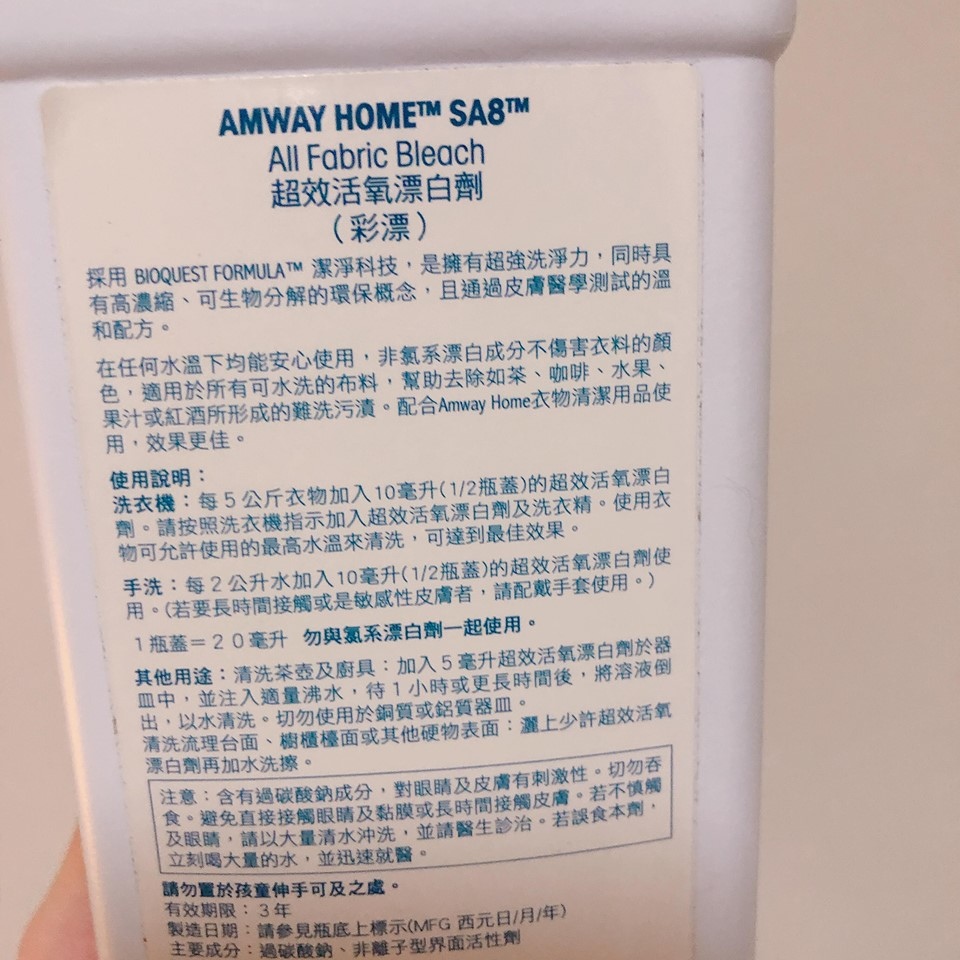 AMWAY HOME™ SA8™
All Fabric Bleach
超效活氧漂白劑
（彩漂）
採用 BIOQUEST FORMULA™ 潔淨科技，是擁有超強洗淨力，同時具
有高濃縮、可生物分解的環保概念，且通過皮膚醫學測試的溫
和配方。
在任何水溫下均能安心使用，非氯系漂白成分不傷害衣料的顏
色，適用於所有可水洗的布料，幫助去除如茶、咖啡、水果、
果汁或紅酒所形成的難洗污漬。配合Amway Home衣物清潔用品使
用，效果更佳。
使用說明：
洗衣機：每5公斤衣物加入10毫升(1/2瓶蓋)的超效活氧漂白
劑。請按照洗衣機指示加入超效活氧漂白劑及洗衣精。使用衣
物可允許使用的最高水溫來清洗，可達到最佳效果。
手洗：每2公升水加入10毫升(1/2瓶蓋)的超效活氧漂白劑使
用。(若要長時間接觸或是敏感性皮膚者，請配戴手套使用。)
1瓶蓋＝20毫升 勿與氯系漂白劑一起使用。
其他用途：清洗茶壺及廚具：加入5毫升超效活氧漂白劑於器
皿中，並注入適量沸水，待1小時或更長時間後，將溶液倒
出，以水清洗。切勿使用於銅質或鋁質器皿。
清洗流理台面、櫥櫃檯面或其他硬物表面：灑上少許超效活氧
漂白劑再加水洗擦。
注意：含有過碳酸鈉成分，對眼睛及皮膚有刺激性。切勿吞
食。避免直接接觸眼睛及黏膜或長時間接觸皮膚。若不慎觸
及眼睛，請以大量清水沖洗，並請醫生診治。若誤食本劑，
立刻喝大量的水，並迅速就醫。
請勿置於孩童伸手可及之處。
有效期限：3年
製造日期：請參見瓶底上標示(MFG 西元日/月/年)
主要成分：過碳酸鈉、非離子型界面活性劑